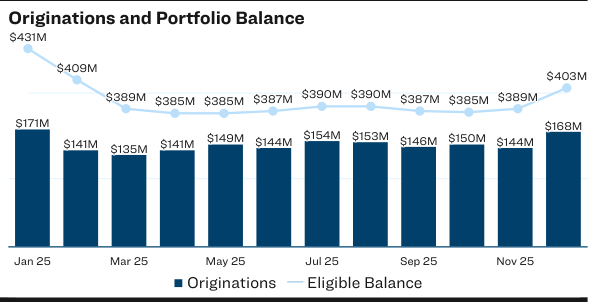 Originations and Portfolio Balance
$431M
$409M
$389M $385M $385M $387M $390M $390M $387M $385M $389M $403M
$171M $141M $135M $141M $149M $144M $154M $153M $146M $150M $144M $168M
Jan 25 Mar 25 May 25 Jul 25 Sep 25 Nov 25
Originations Eligible Balance